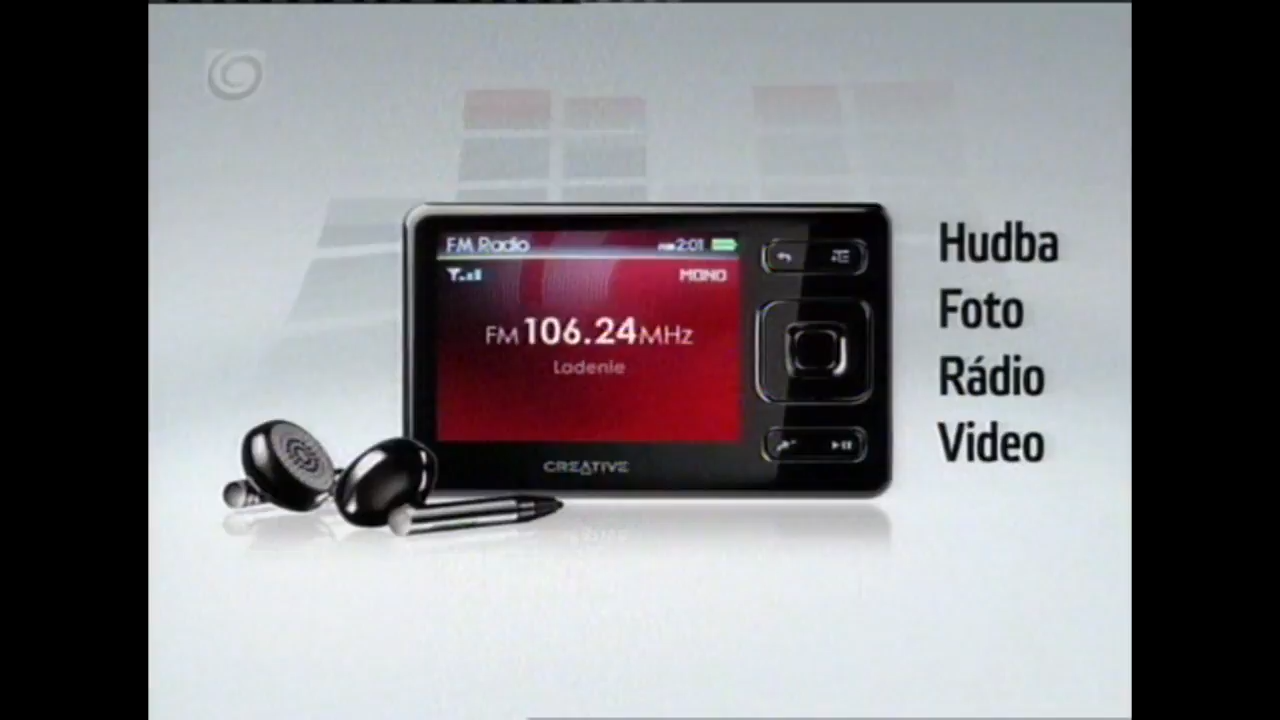 FM Radio 2:01
MONO
FM 106.24 MHz
Ladenie
CREATIVE
Hudba
Foto
Rádio
Video